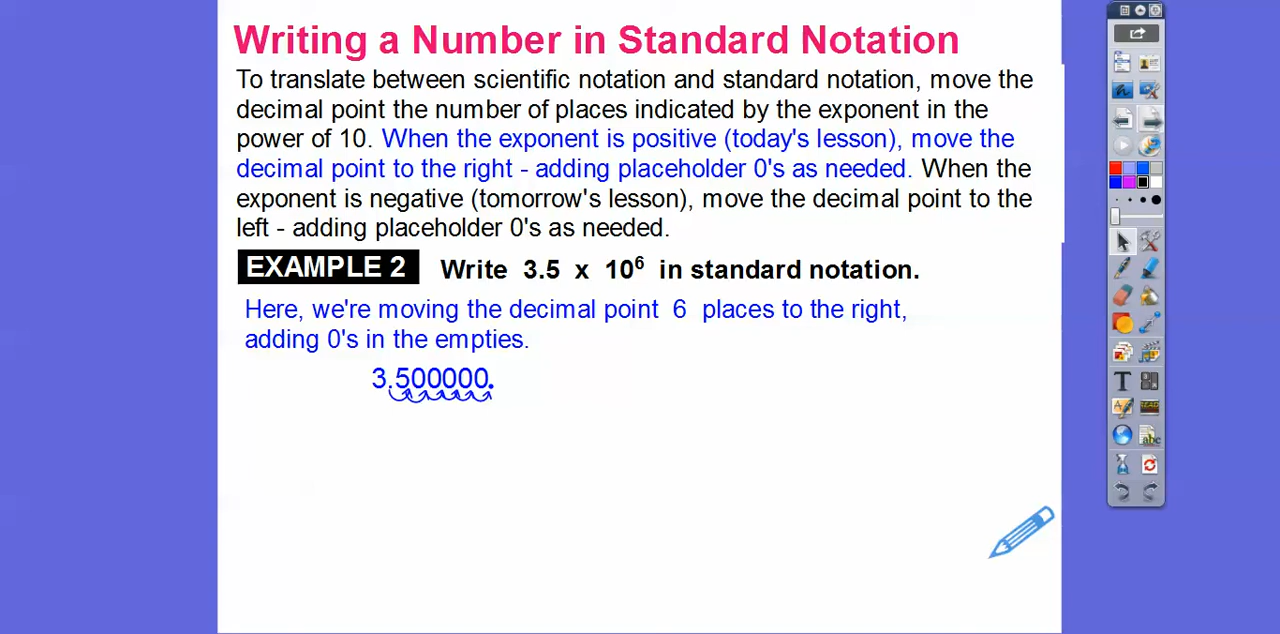 Writing a Number in Standard Notation
To translate between scientific notation and standard notation, move the
decimal point the number of places indicated by the exponent in the
power of 10. When the exponent is positive (today's lesson), move the
decimal point to the right - adding placeholder 0's as needed. When the
exponent is negative (tomorrow's lesson), move the decimal point to the
left - adding placeholder 0's as needed.
EXAMPLE 2 Write 3.5 x 10⁶ in standard notation.
Here, we're moving the decimal point 6 places to the right,
adding 0's in the empties.
3.500000.